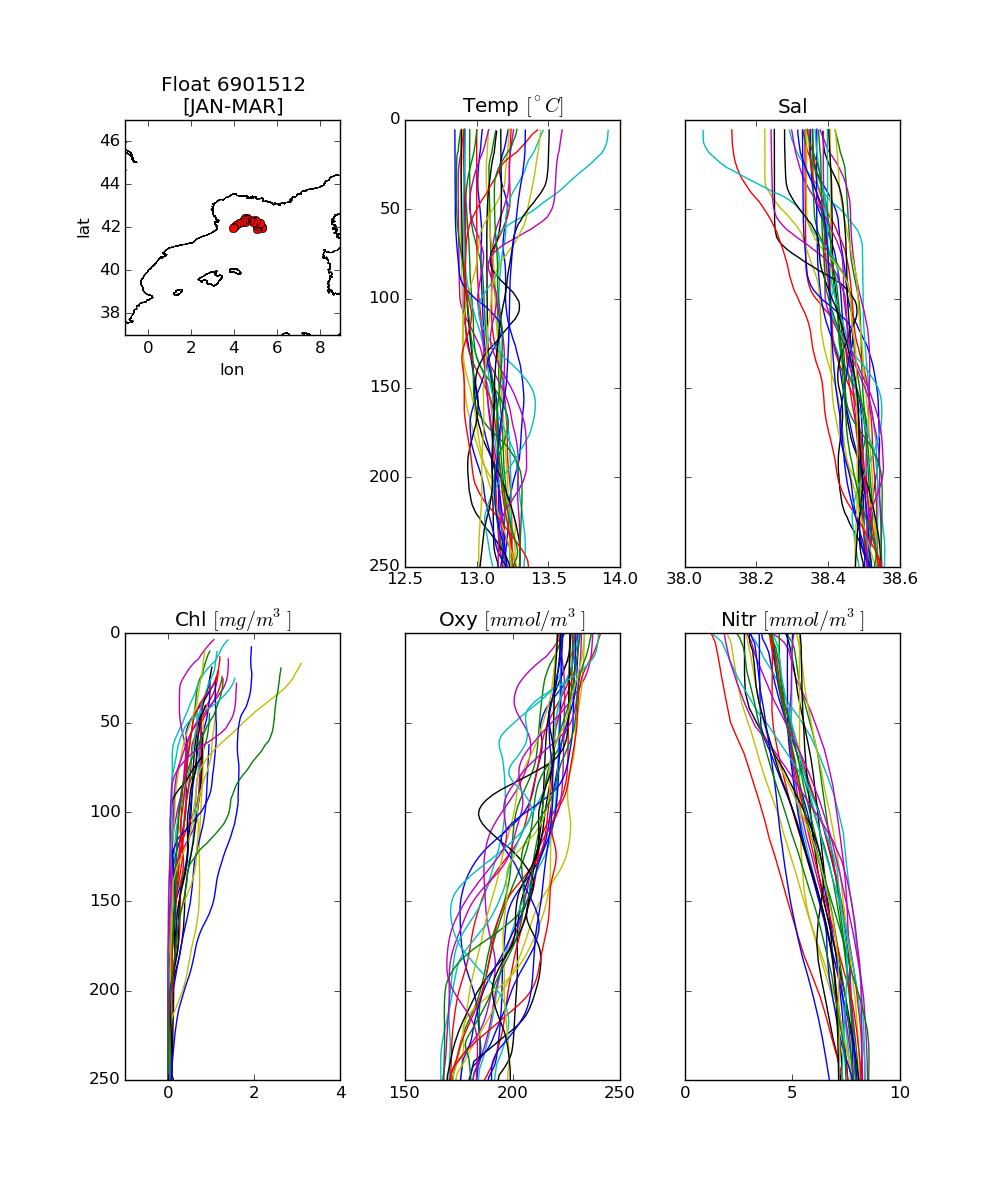 Float 6901512
[JAN-MAR]
46
44
42
40
38
lat
0 2 4 6 8
lon
Temp [°C]
0
50
100
150
200
250
12.5 13.0 13.5 14.0
Sal
38.0 38.2 38.4 38.6
Chl [mg/m³]
0
50
100
150
200
250
0 2 4
Oxy [mmol/m³]
150 200 250
Nitr [mmol/m³]
0 5 10